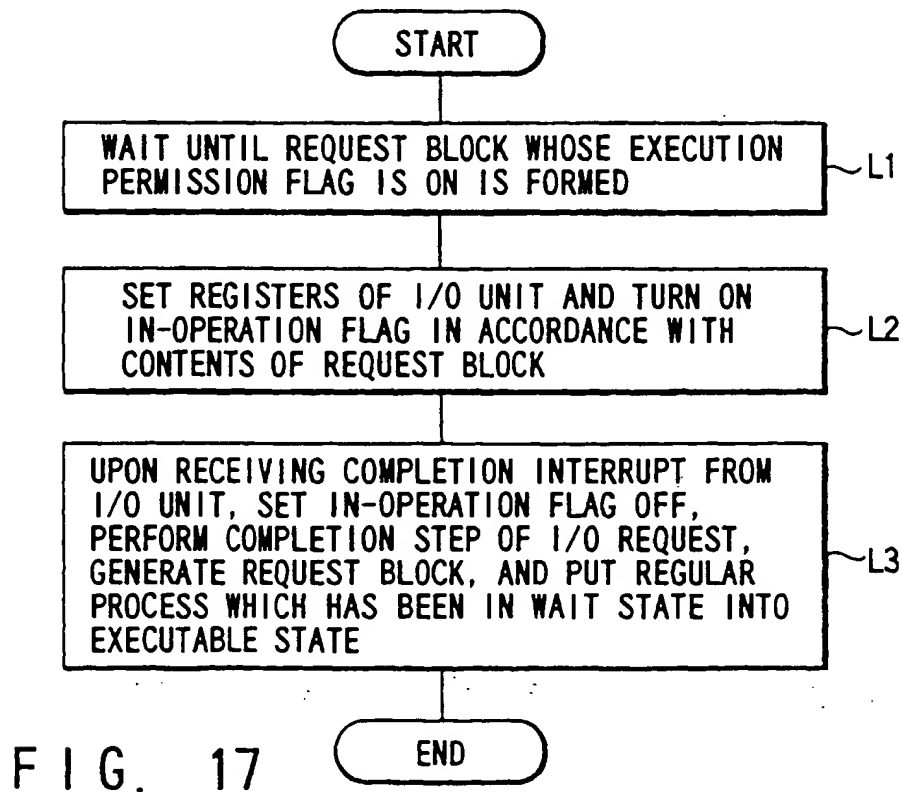 START
WAIT UNTIL REQUEST BLOCK WHOSE EXECUTION
PERMISSION FLAG IS ON IS FORMED
L1
SET REGISTERS OF I/O UNIT AND TURN ON
IN-OPERATION FLAG IN ACCORDANCE WITH
CONTENTS OF REQUEST BLOCK
L2
UPON RECEIVING COMPLETION INTERRUPT FROM
I/O UNIT, SET IN-OPERATION FLAG OFF,
PERFORM COMPLETION STEP OF I/O REQUEST,
GENERATE REQUEST BLOCK, AND PUT REGULAR
PROCESS WHICH HAS BEEN IN WAIT STATE INTO
EXECUTABLE STATE
L3
END
FIG. 17